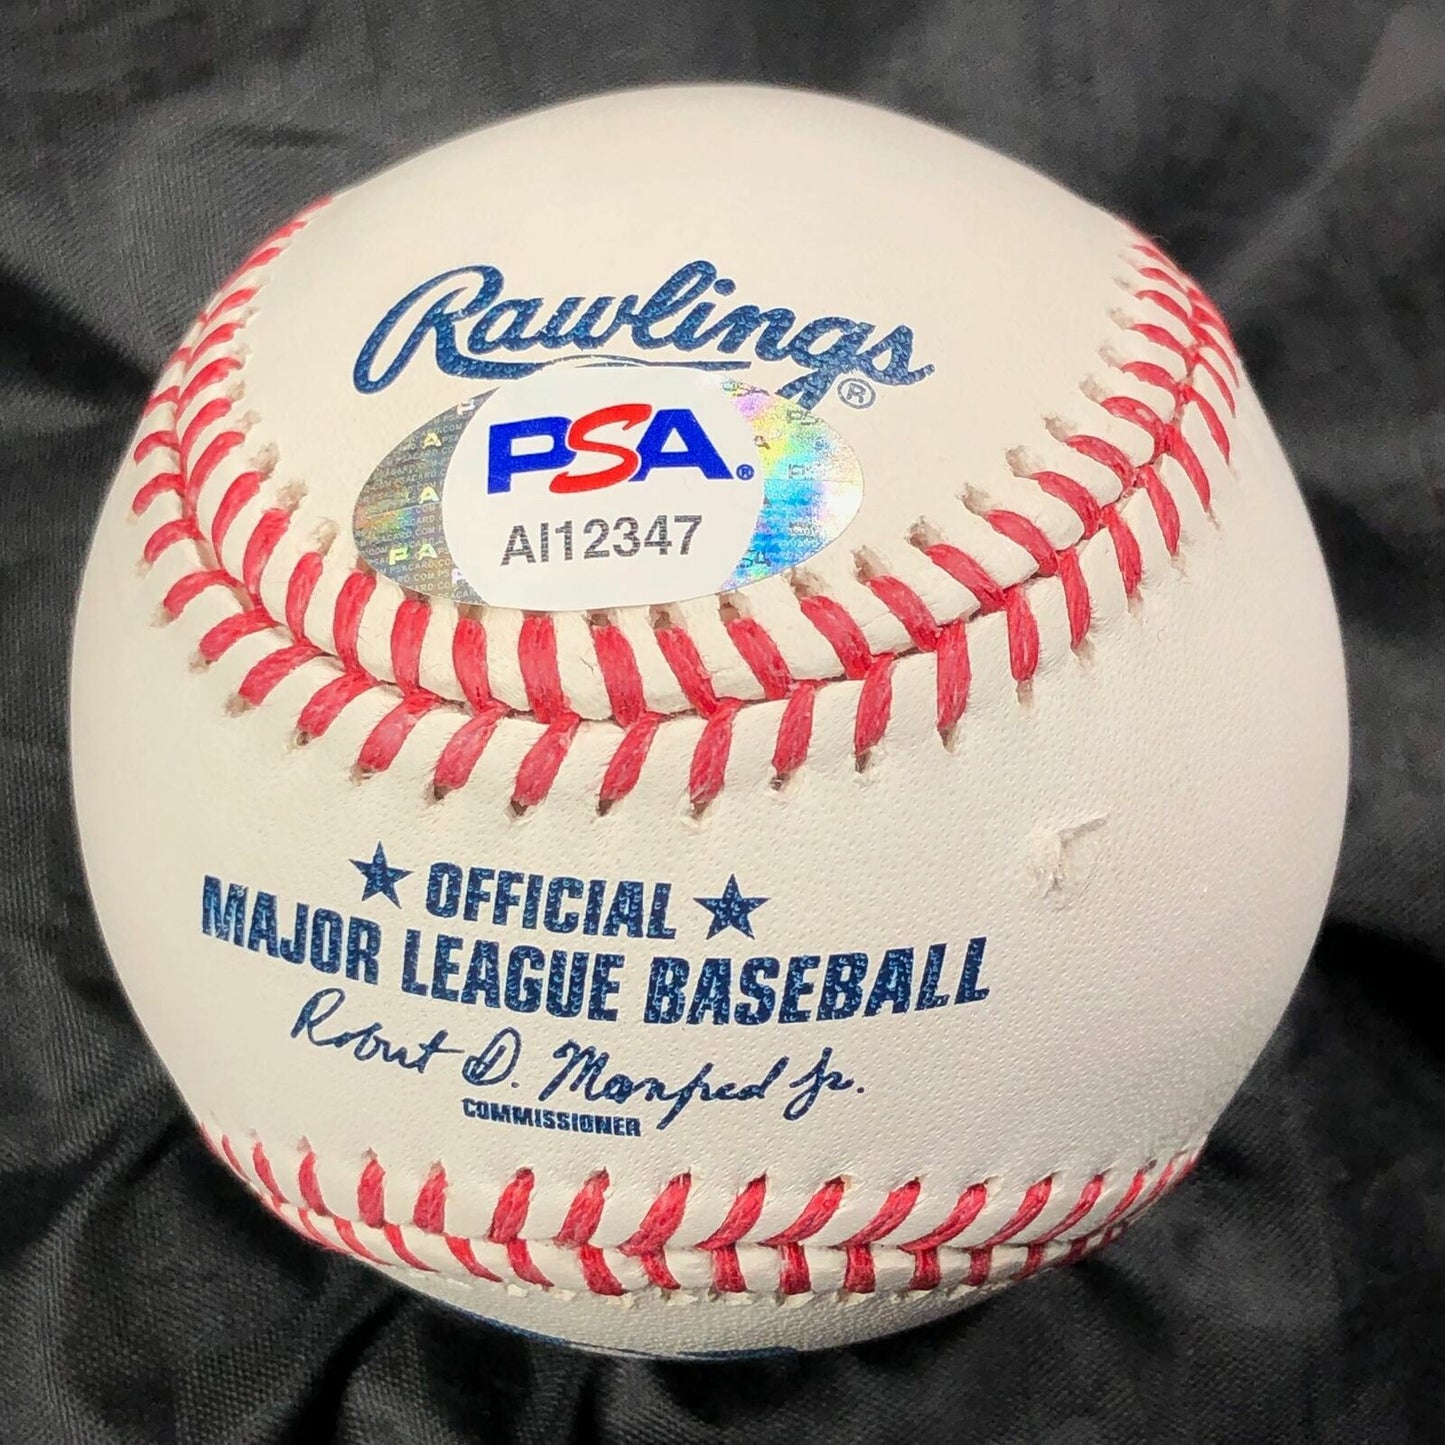 Rawlings®
PSA®
AI12347
★ OFFICIAL ★
MAJOR LEAGUE BASEBALL
Robert D. Manfred Jr.
COMMISSIONER